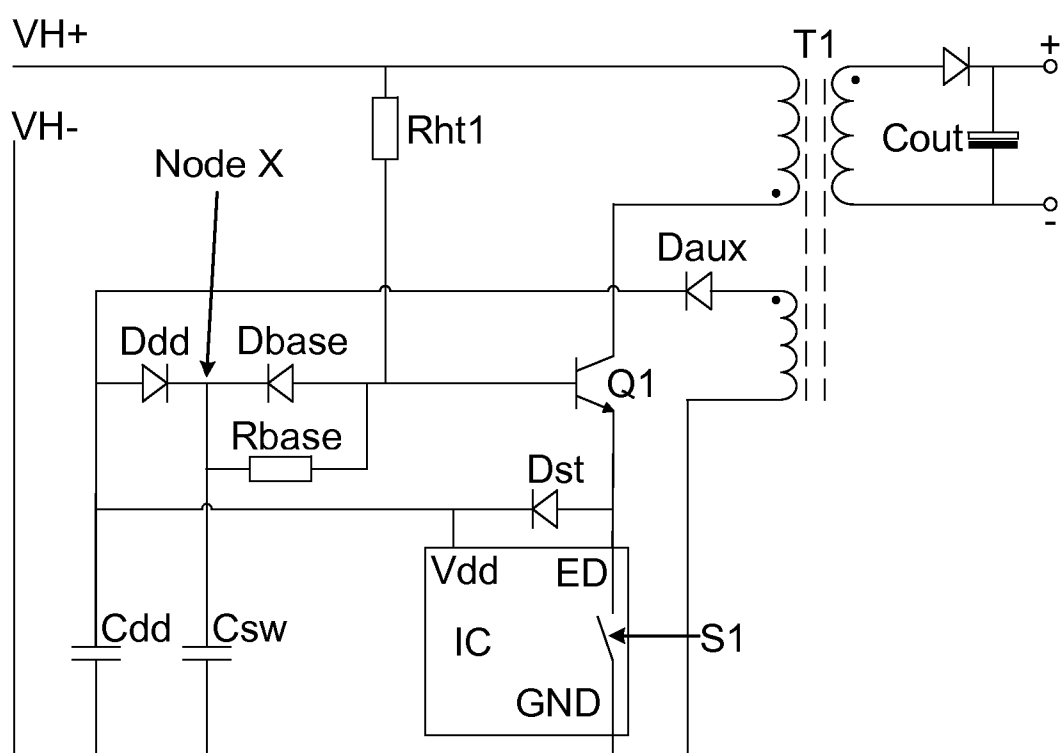 VH+
T1
+
VH-
Rht1
Cout
Node X
-
Daux
Ddd
Dbase
Q1
Rbase
Dst
Vdd
ED
Cdd
Csw
IC
S1
GND